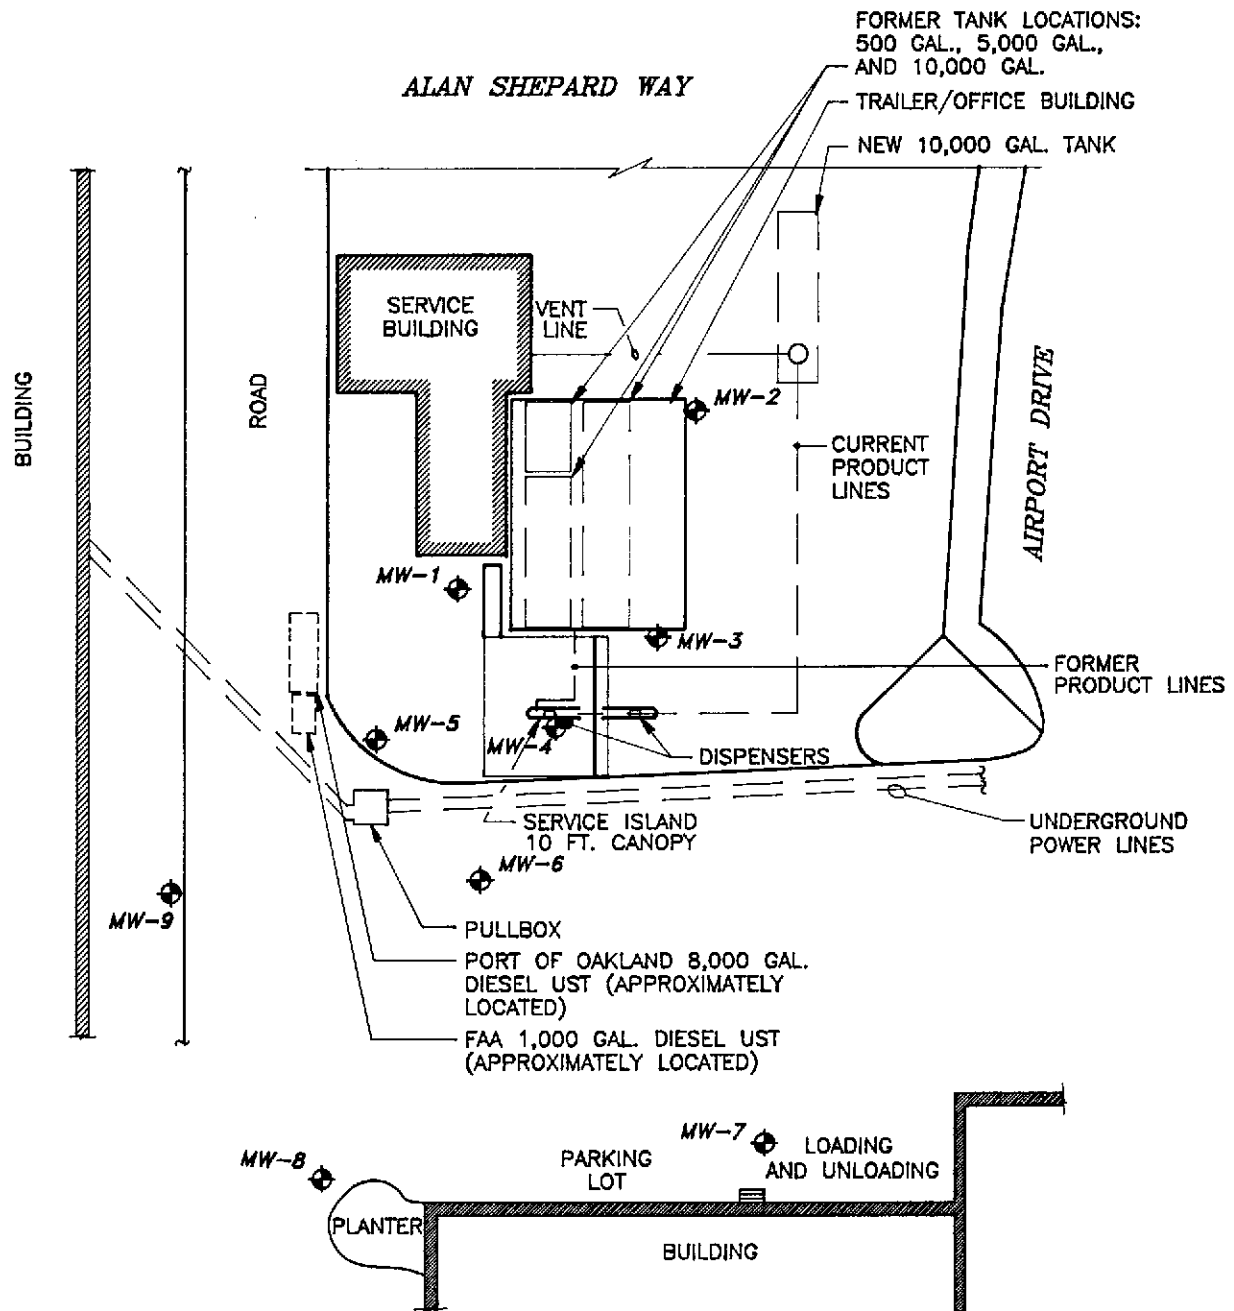 FORMER TANK LOCATIONS:
500 GAL., 5,000 GAL.,
AND 10,000 GAL.
ALAN SHEPARD WAY
TRAILER/OFFICE BUILDING
NEW 10,000 GAL. TANK
SERVICE
BUILDING
VENT
LINE
BUILDING
ROAD
MW-2
CURRENT
PRODUCT
LINES
AIRPORT DRIVE
MW-1
MW-3
FORMER
PRODUCT LINES
MW-5
MW-4
DISPENSERS
SERVICE ISLAND
10 FT. CANOPY
UNDERGROUND
POWER LINES
MW-6
MW-9
PULLBOX
PORT OF OAKLAND 8,000 GAL.
DIESEL UST (APPROXIMATELY
LOCATED)
FAA 1,000 GAL. DIESEL UST
(APPROXIMATELY LOCATED)
MW-7
LOADING
AND UNLOADING
PARKING
LOT
MW-8
PLANTER
BUILDING